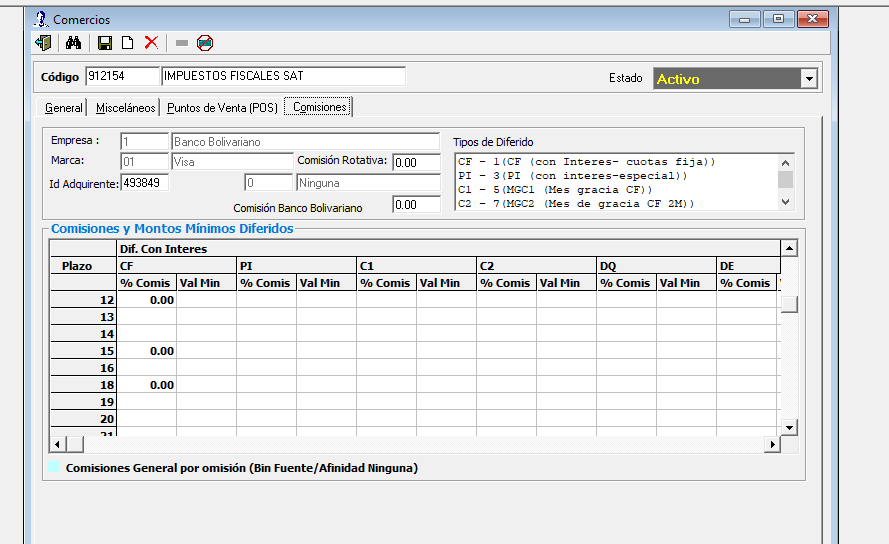 Comercios
Código 912154 IMPUESTOS FISCALES SAT Estado Activo
General Misceláneos Puntos de Venta (POS) Comisiones
Empresa : 1 Banco Bolivariano Tipos de Diferido
Marca: 01 Visa Comisión Rotativa: 0.00
Id Adquirente: 493849 0 Ninguna
Comisión Banco Bolivariano 0.00
CF - 1(CF (con Interes- cuotas fija))
PI - 3(PI (con interes-especial))
C1 - 5(MGC1 (Mes gracia CF))
C2 - 7(MGC2 (Mes de gracia CF 2M))
Comisiones y Montos Mínimos Diferidos
Dif. Con Interes
Plazo CF PI C1 C2 DQ DE
% Comis Val Min % Comis Val Min % Comis Val Min % Comis Val Min % Comis Val Min % Comis
12 0.00
13
14
15 0.00
16
18 0.00
19
20
21
Comisiones General por omisión (Bin Fuente/Afinidad Ninguna)